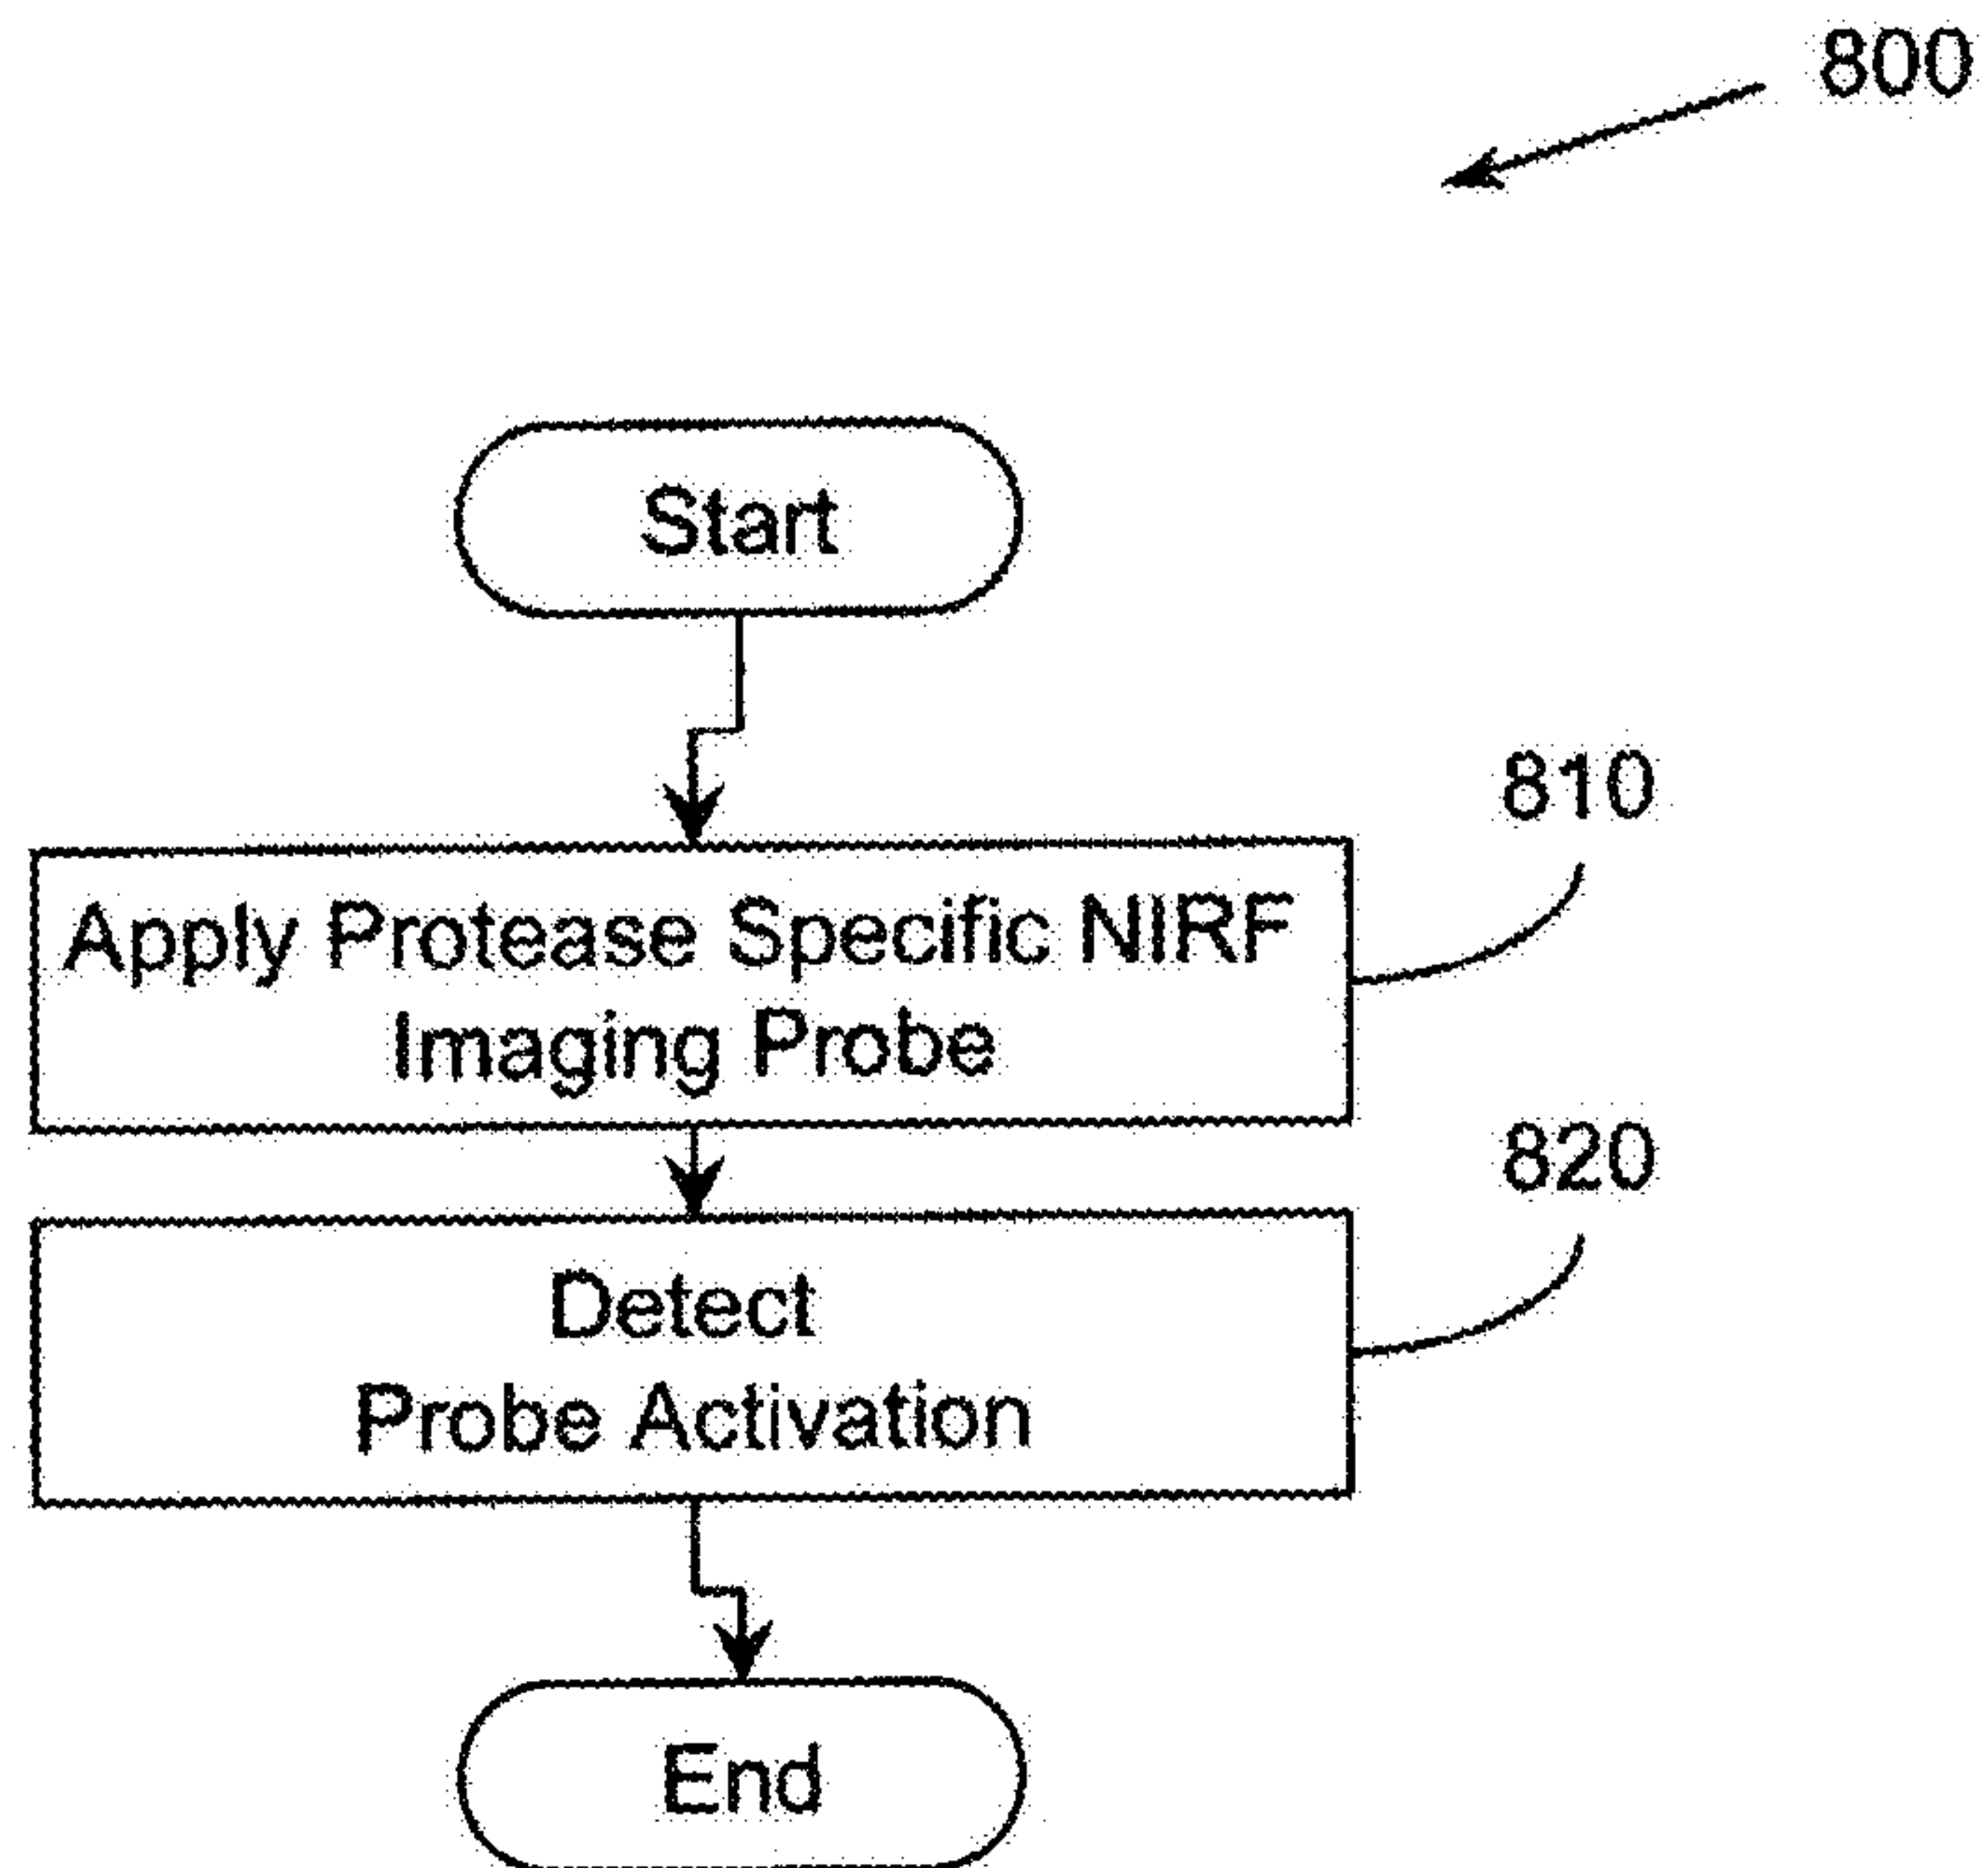 800
Start
810
Apply Protease Specific NIRF
Imaging Probe
820
Detect
Probe Activation
End